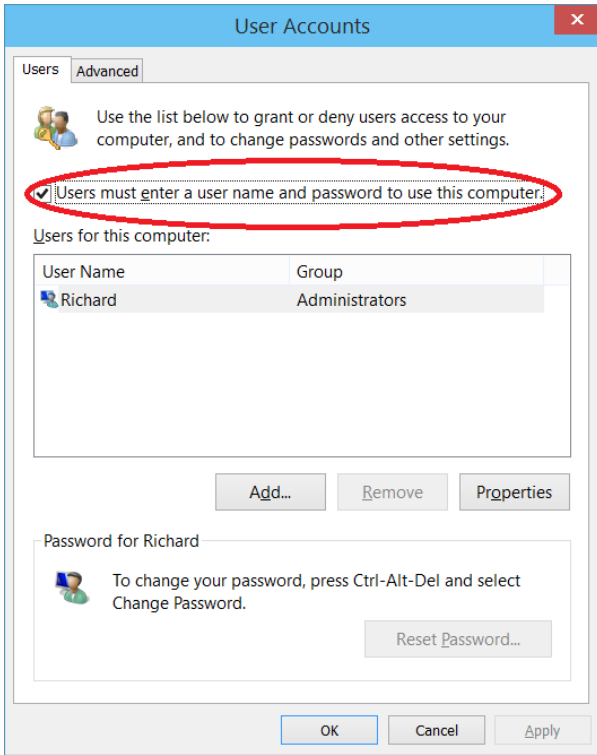 User Accounts
Users
Advanced
Use the list below to grant or deny users access to your
computer, and to change passwords and other settings.
Users must enter a user name and password to use this computer.
Users for this computer:
User Name Group
Richard Administrators
Add... Remove Properties
Password for Richard
To change your password, press Ctrl-Alt-Del and select
Change Password.
Reset Password...
OK Cancel Apply